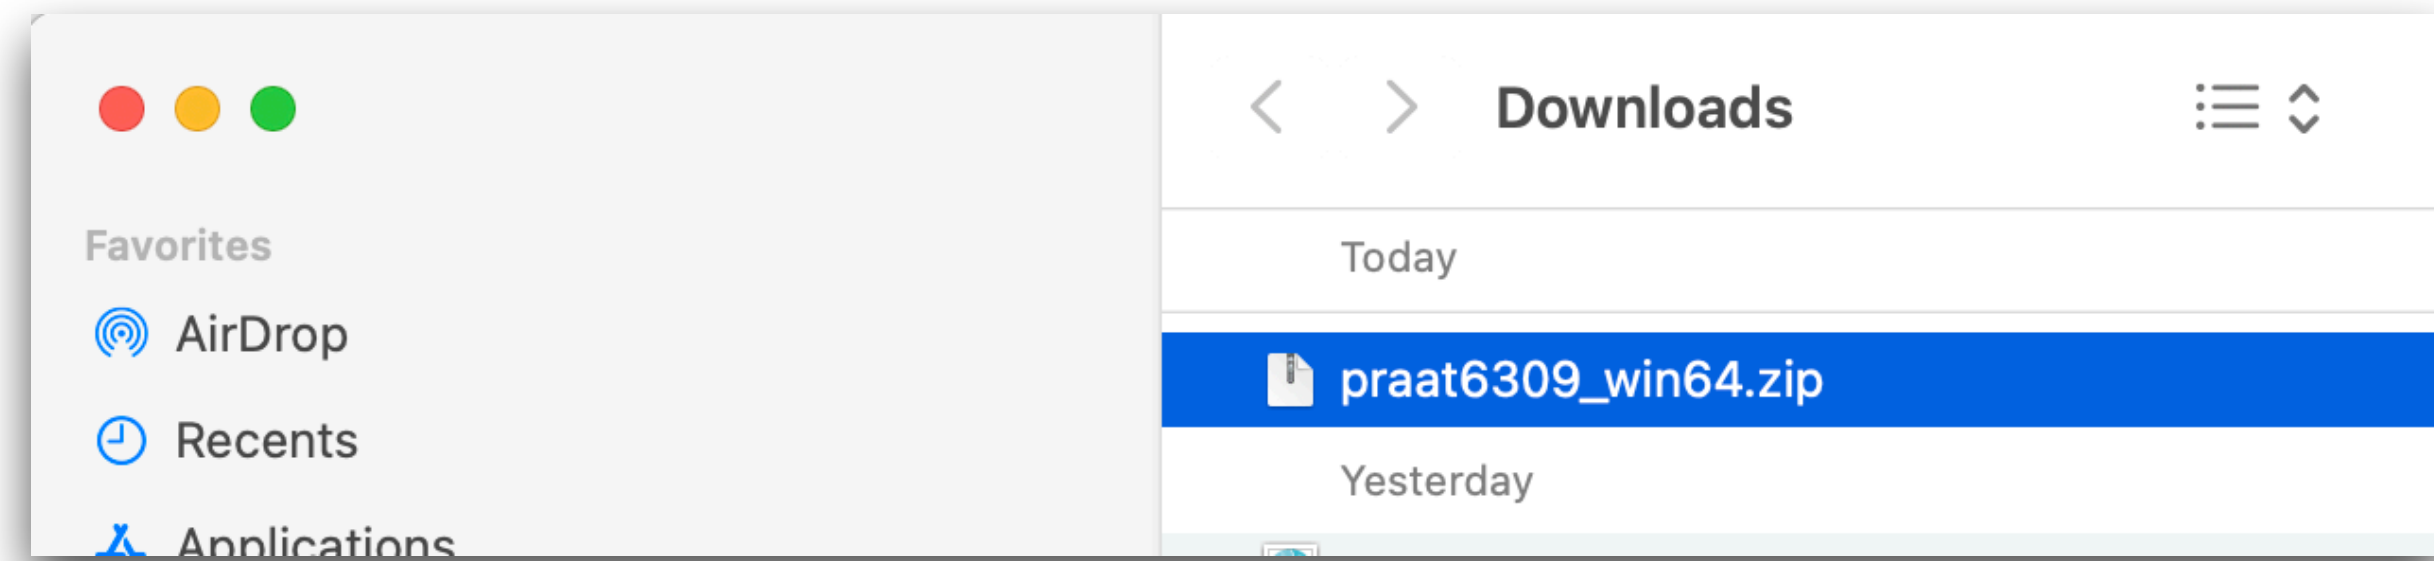 Downloads
Favorites
AirDrop
Recents
Applications
Today
praat6309_win64.zip
Yesterday